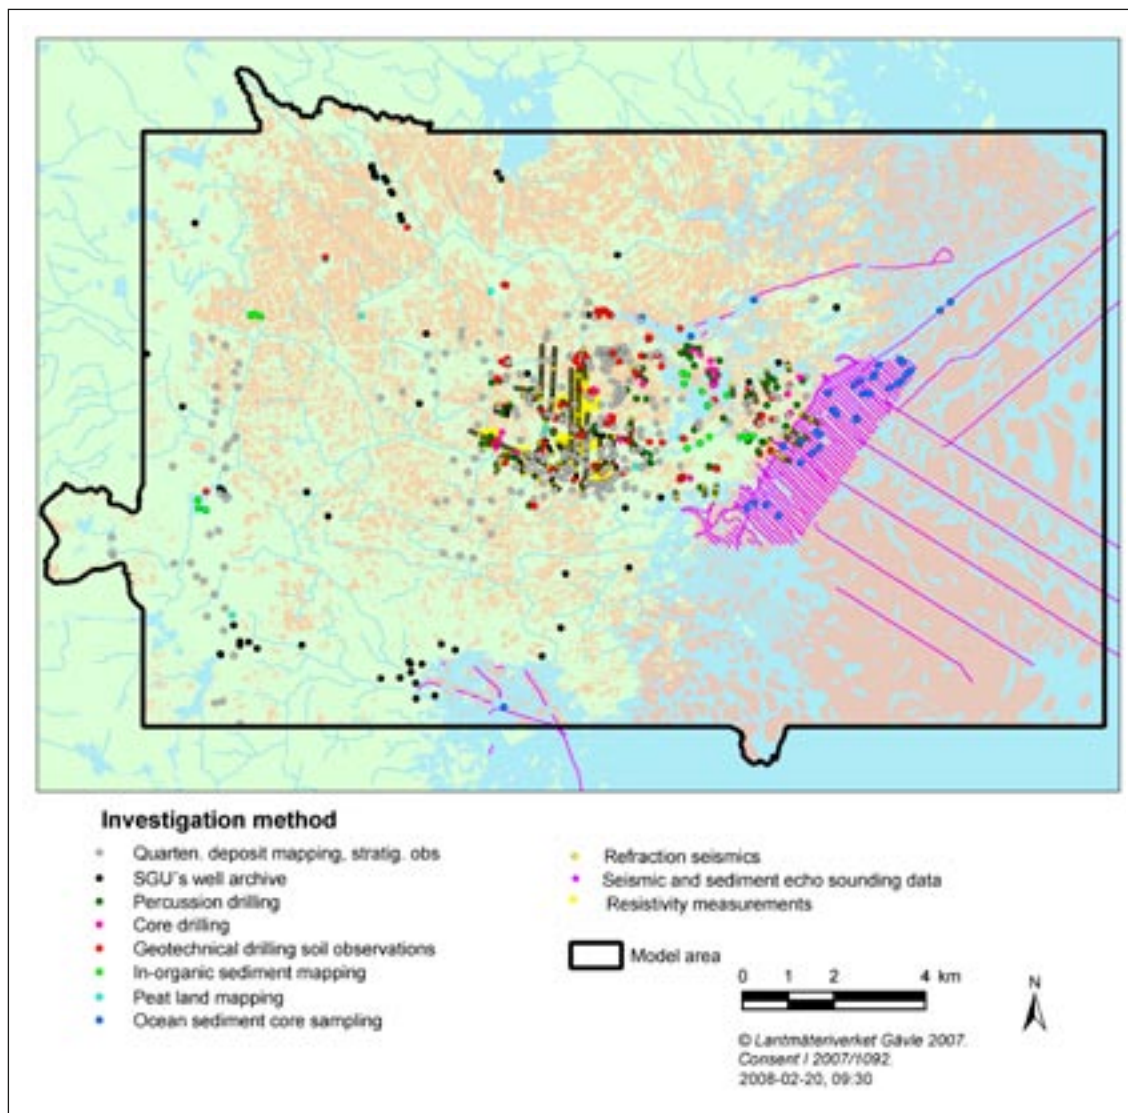 Investigation method
Quarten. deposit mapping, stratig. obs
SGU´s well archive
Percussion drilling
Core drilling
Geotechnical drilling soil observations
In-organic sediment mapping
Peat land mapping
Ocean sediment core sampling
Refraction seismics
Seismic and sediment echo sounding data
Resistivity measurements
Model area
0 1 2 4 km
N
© Lantmäteriverket Gävle 2007.
Consent I 2007/1092.
2008-02-20, 09:30